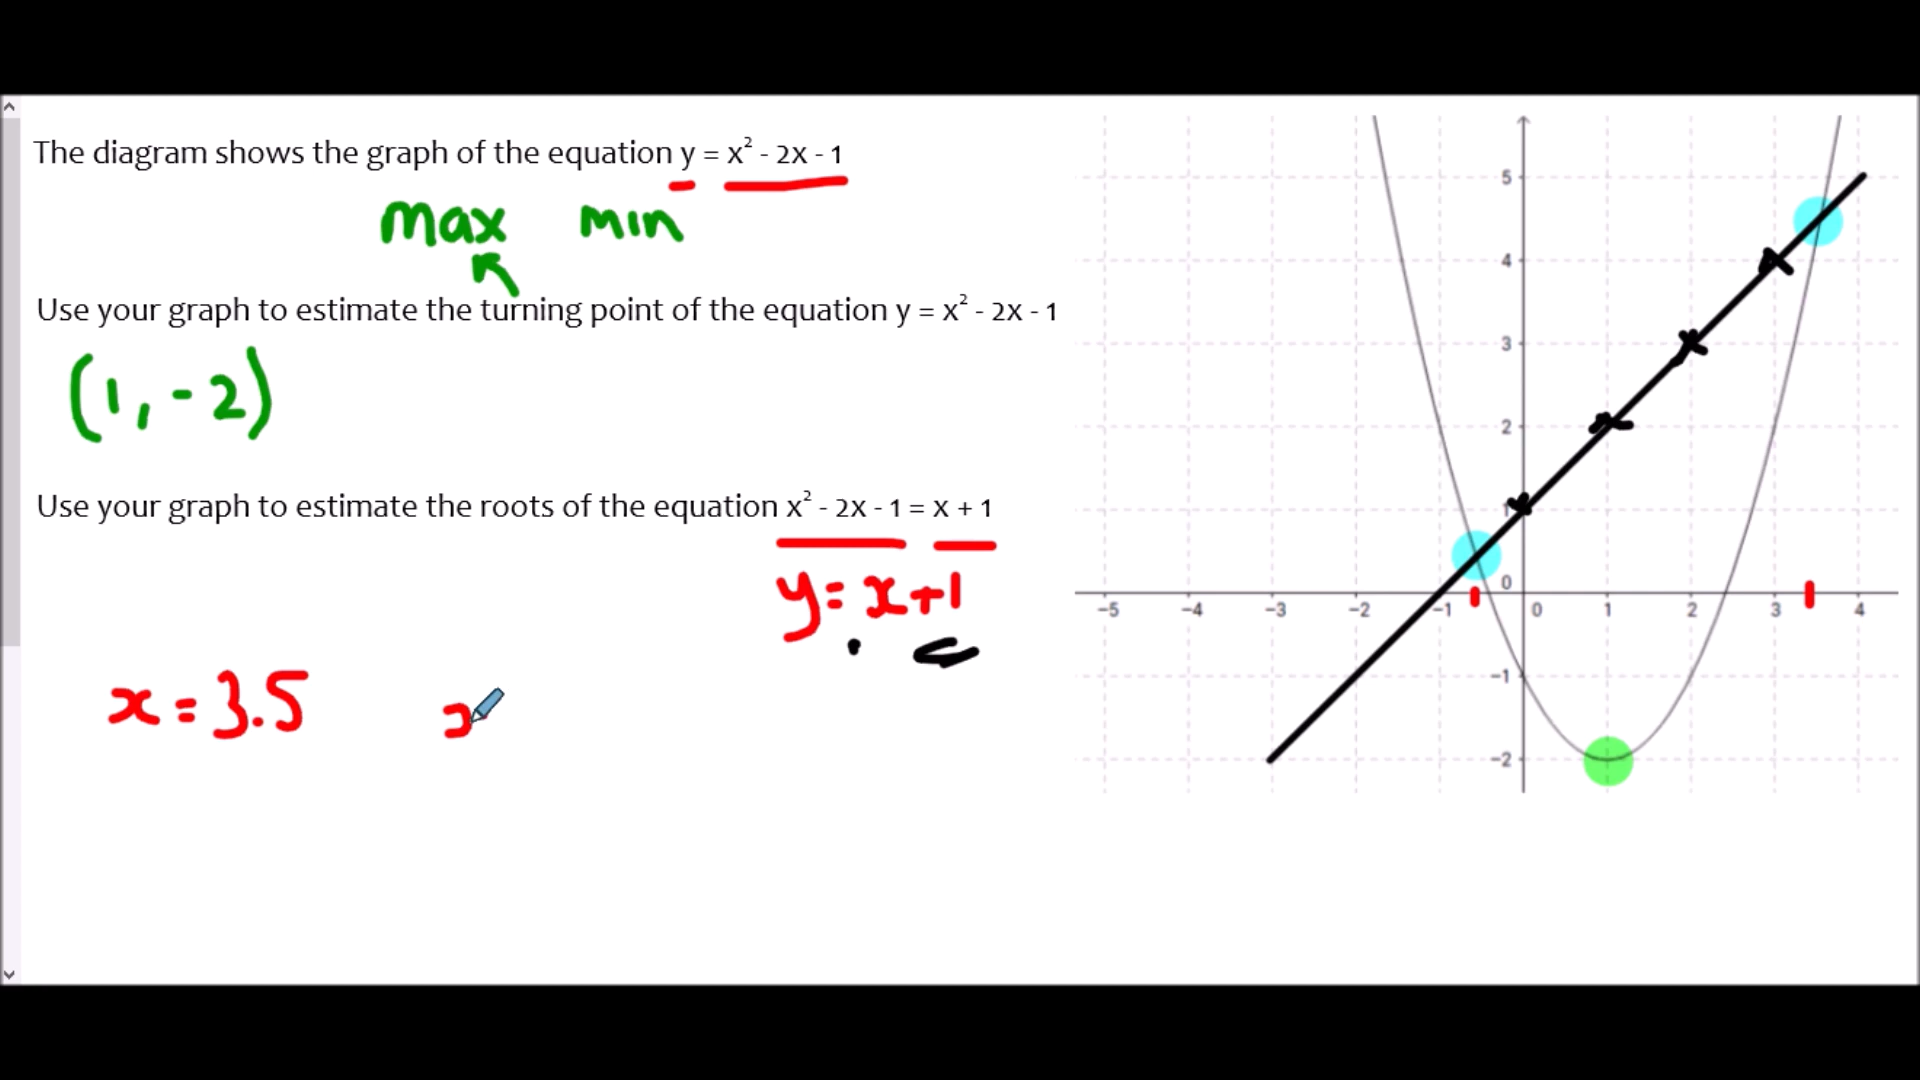 The diagram shows the graph of the equation y = x² - 2x - 1
max min
Use your graph to estimate the turning point of the equation y = x² - 2x - 1
(1, -2)
Use your graph to estimate the roots of the equation x² - 2x - 1 = x + 1
y = x+1
x = 3.5
5
4
3
2
1
0
-5 -4 -3 -2 -1 0 1 2 3 4
-1
-2